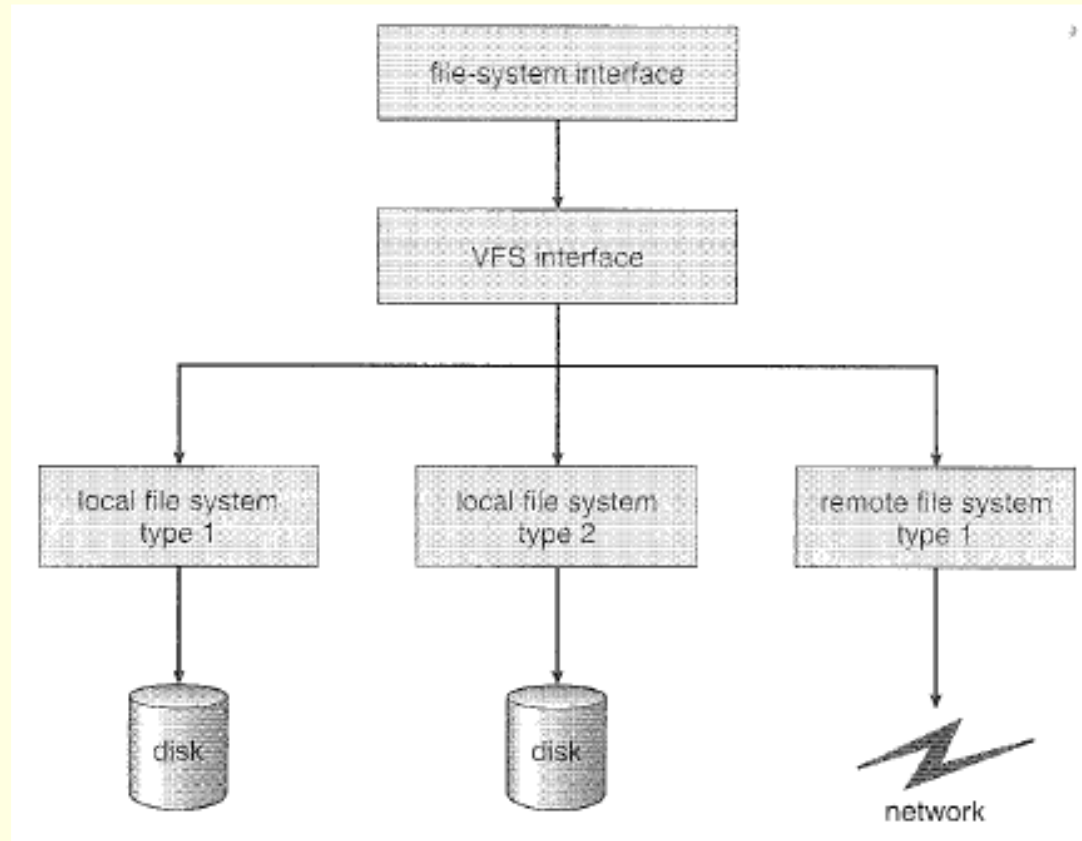 file-system interface
VFS interface
local file system
type 1
local file system
type 2
remote file system
type 1
disk
disk
network